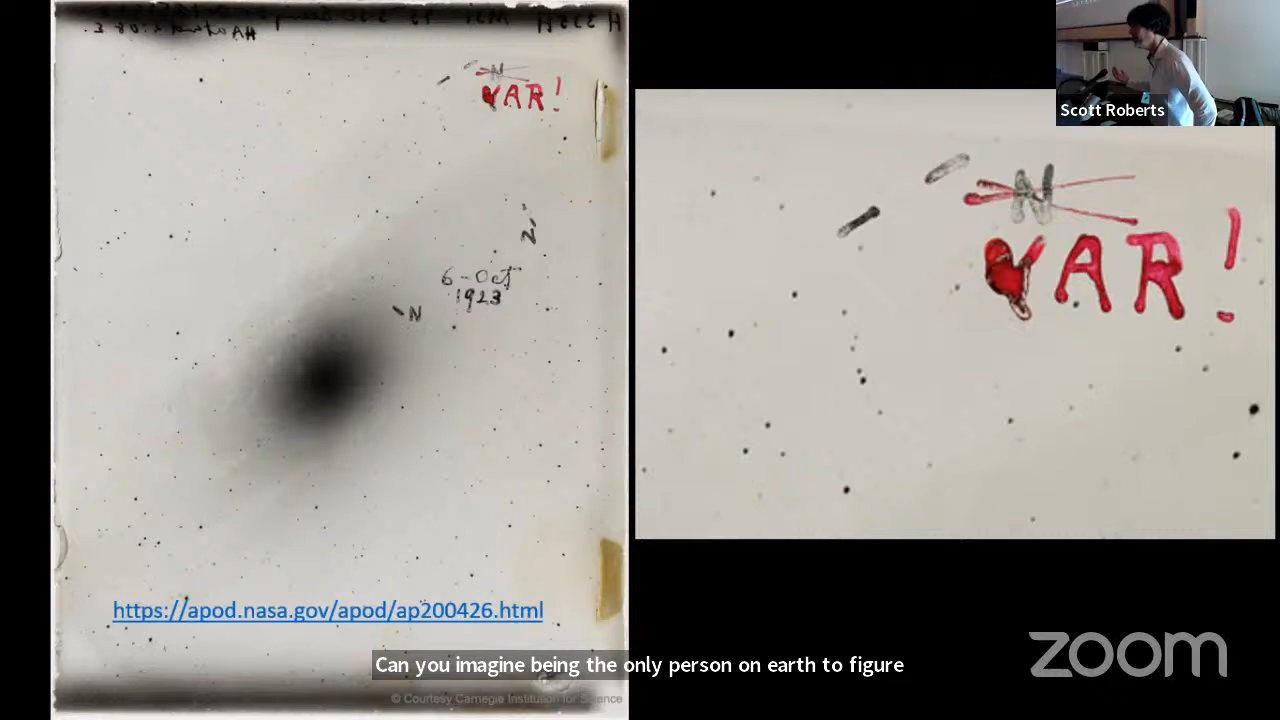 H 335H
N
VAR!
6-Oct
1923
N
N
https://apod.nasa.gov/apod/ap200426.html
© Courtesy Carnegie Institution for Science
N
VAR!
Scott Roberts
Can you imagine being the only person on earth to figure
zoom